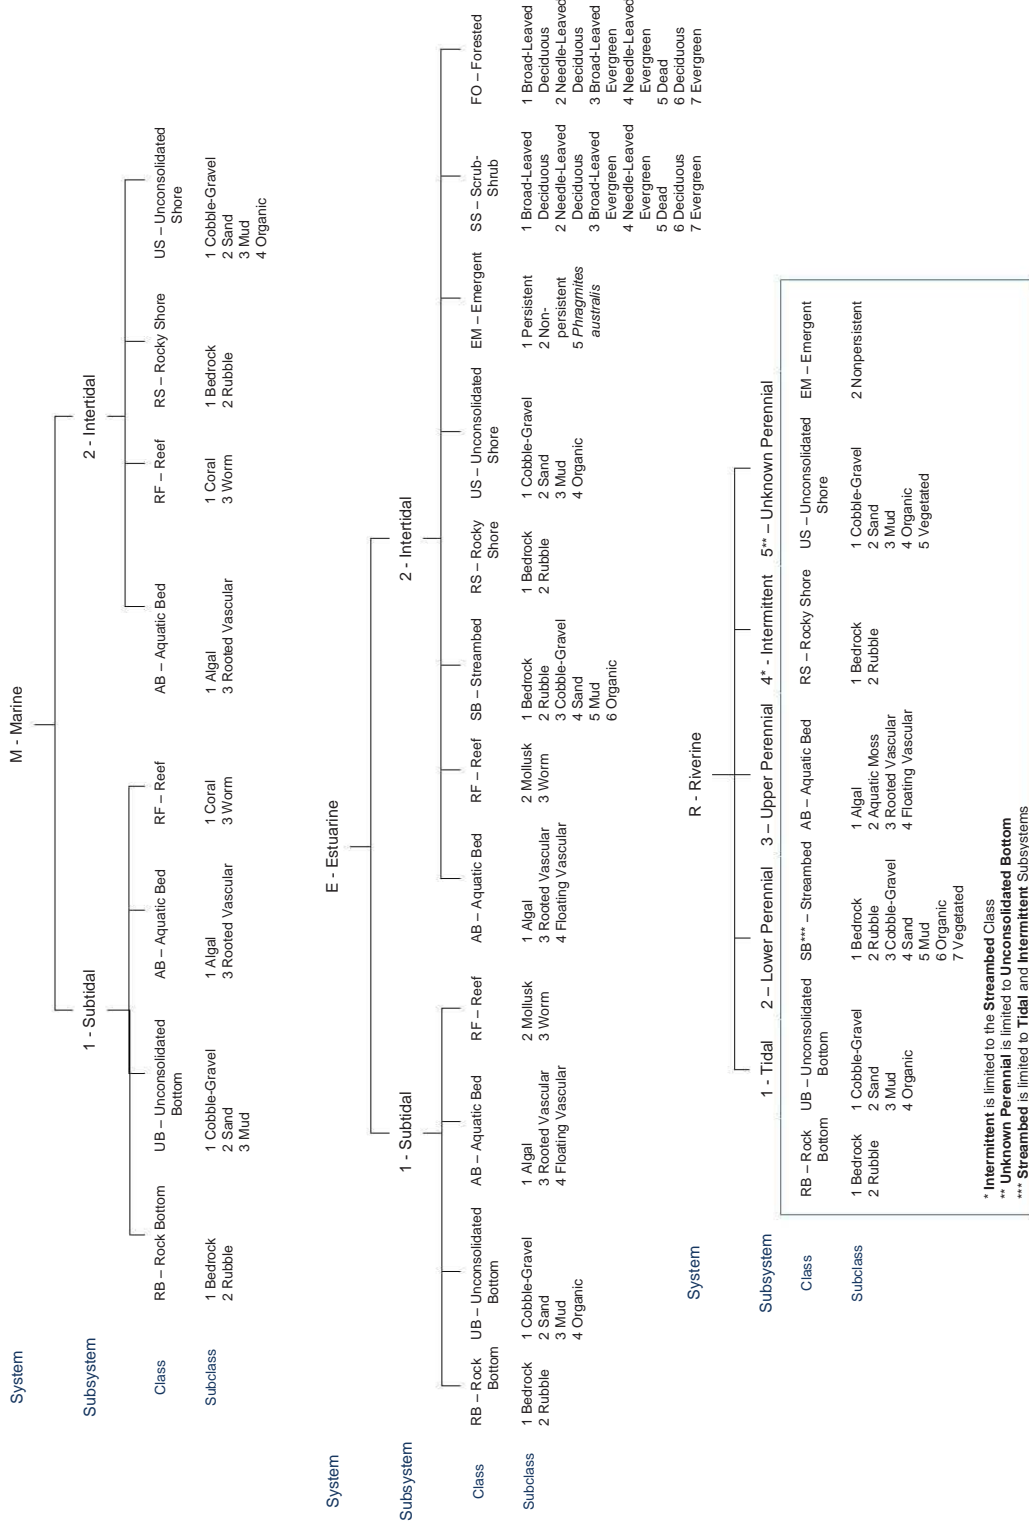 System
M - Marine
Subsystem
1 - Subtidal
2 - Intertidal
Class
RB – Rock Bottom
UB – Unconsolidated
Bottom
AB – Aquatic Bed
RF – Reef
AB – Aquatic Bed
RF – Reef
RS – Rocky Shore
US – Unconsolidated
Shore
Subclass
1 Bedrock
2 Rubble
1 Cobble-Gravel
2 Sand
3 Mud
1 Algal
3 Rooted Vascular
1 Coral
3 Worm
1 Algal
3 Rooted Vascular
1 Coral
3 Worm
1 Bedrock
2 Rubble
1 Cobble-Gravel
2 Sand
3 Mud
4 Organic
System
E - Estuarine
Subsystem
1 - Subtidal
2 - Intertidal
Class
RB – Rock
Bottom
UB – Unconsolidated
Bottom
AB – Aquatic Bed
RF – Reef
AB – Aquatic Bed
RF – Reef
SB – Streambed
RS – Rocky
Shore
US – Unconsolidated
Shore
EM – Emergent
SS – Scrub-
Shrub
FO – Forested
Subclass
1 Bedrock
2 Rubble
1 Cobble-Gravel
2 Sand
3 Mud
4 Organic
1 Algal
3 Rooted Vascular
4 Floating Vascular
2 Mollusk
3 Worm
1 Algal
3 Rooted Vascular
4 Floating Vascular
2 Mollusk
3 Worm
1 Bedrock
2 Rubble
3 Cobble-Gravel
4 Sand
5 Mud
6 Organic
1 Bedrock
2 Rubble
1 Cobble-Gravel
2 Sand
3 Mud
4 Organic
1 Persistent
2 Non-
persistent
5 Phragmites
australis
1 Broad-Leaved
Deciduous
2 Needle-Leaved
Deciduous
3 Broad-Leaved
Evergreen
4 Needle-Leaved
Evergreen
5 Dead
6 Deciduous
7 Evergreen
1 Broad-Leaved
Deciduous
2 Needle-Leaved
Deciduous
3 Broad-Leaved
Evergreen
4 Needle-Leaved
Evergreen
5 Dead
6 Deciduous
7 Evergreen
System
R - Riverine
Subsystem
1 - Tidal
2 – Lower Perennial
3 – Upper Perennial
4* - Intermittent
5** – Unknown Perennial
Class
RB – Rock
Bottom
UB – Unconsolidated
Bottom
SB*** – Streambed
AB – Aquatic Bed
RS – Rocky Shore
US – Unconsolidated
Shore
EM – Emergent
Subclass
1 Bedrock
2 Rubble
1 Cobble-Gravel
2 Sand
3 Mud
4 Organic
1 Bedrock
2 Rubble
3 Cobble-Gravel
4 Sand
5 Mud
6 Organic
7 Vegetated
1 Algal
2 Aquatic Moss
3 Rooted Vascular
4 Floating Vascular
1 Bedrock
2 Rubble
1 Cobble-Gravel
2 Sand
3 Mud
4 Organic
5 Vegetated
2 Nonpersistent
* Intermittent is limited to the Streambed Class
** Unknown Perennial is limited to Unconsolidated Bottom
*** Streambed is limited to Tidal and Intermittent Subsystems